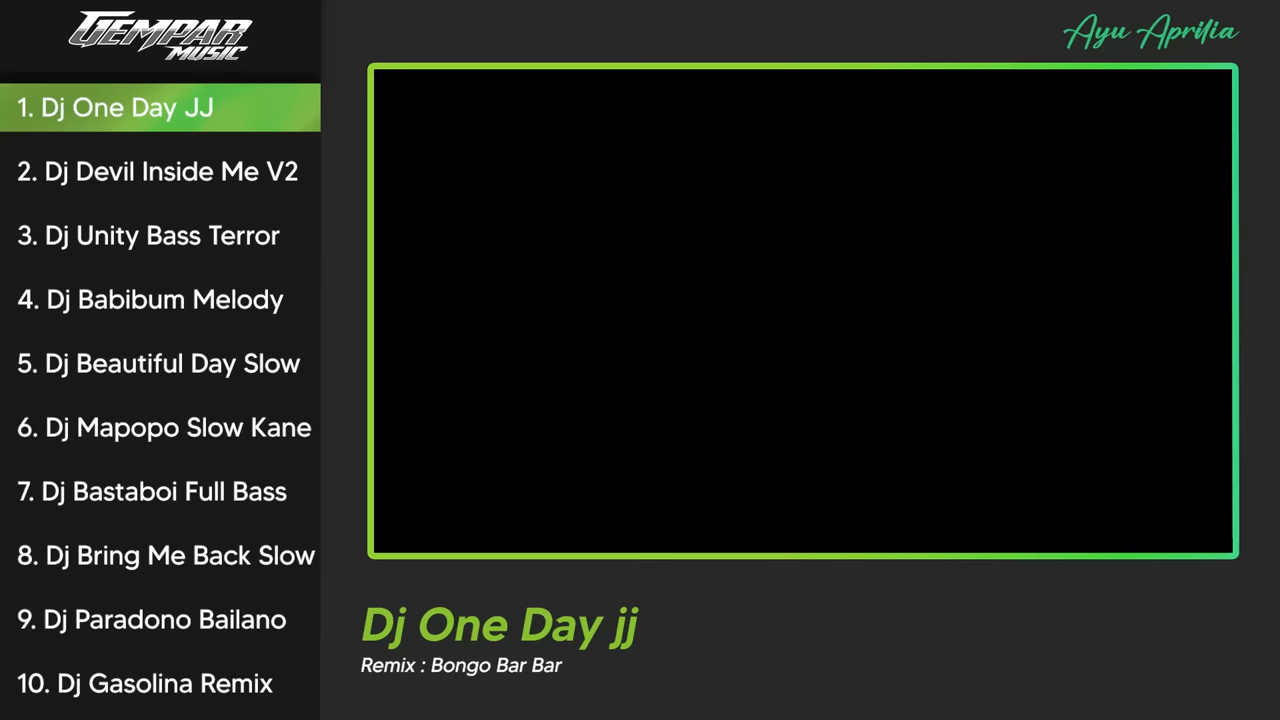 GEMPAR
MUSIC
1. Dj One Day JJ
2. Dj Devil Inside Me V2
3. Dj Unity Bass Terror
4. Dj Babibum Melody
5. Dj Beautiful Day Slow
6. Dj Mapopo Slow Kane
7. Dj Bastaboi Full Bass
8. Dj Bring Me Back Slow
9. Dj Paradono Bailano
10. Dj Gasolina Remix
Ayu Aprilia
Dj One Day jj
Remix : Bongo Bar Bar